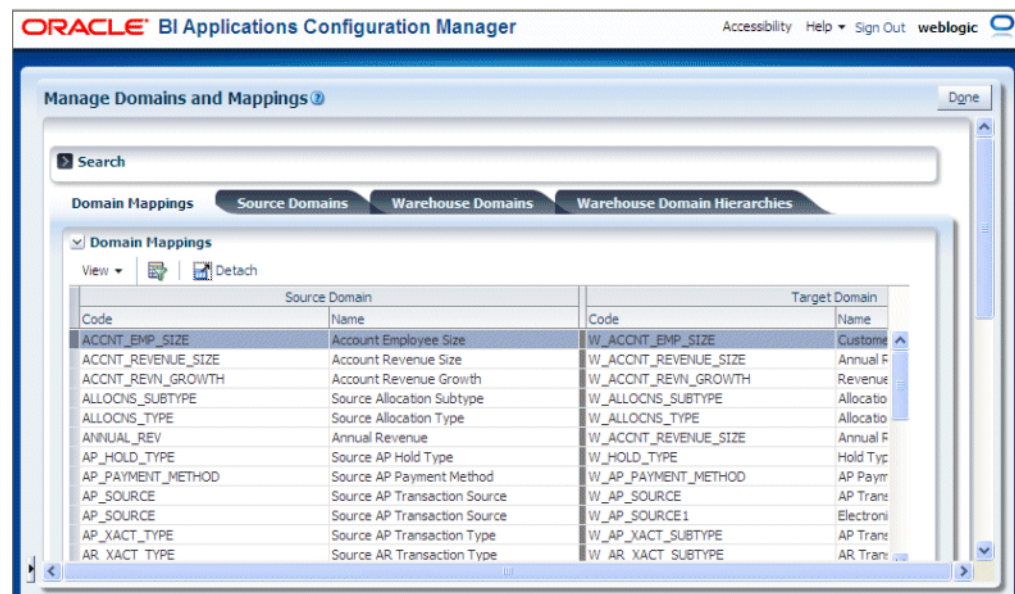 ORACLE® BI Applications Configuration Manager Accessibility Help Sign Out weblogic
Manage Domains and Mappings Done
Search
Domain Mappings Source Domains Warehouse Domains Warehouse Domain Hierarchies
Domain Mappings
View Detach
Source Domain Target Domain
Code Name Code Name
ACCNT_EMP_SIZE Account Employee Size W_ACCNT_EMP_SIZE Custome
ACCNT_REVENUE_SIZE Account Revenue Size W_ACCNT_REVENUE_SIZE Annual R
ACCNT_REVN_GROWTH Account Revenue Growth W_ACCNT_REVN_GROWTH Revenue
ALLOCNS_SUBTYPE Source Allocation Subtype W_ALLOCNS_SUBTYPE Allocatio
ALLOCNS_TYPE Source Allocation Type W_ALLOCNS_TYPE Allocatio
ANNUAL_REV Annual Revenue W_ACCNT_REVENUE_SIZE Annual R
AP_HOLD_TYPE Source AP Hold Type W_HOLD_TYPE Hold Typ
AP_PAYMENT_METHOD Source AP Payment Method W_AP_PAYMENT_METHOD AP Paym
AP_SOURCE Source AP Transaction Source W_AP_SOURCE AP Trans
AP_SOURCE Source AP Transaction Source W_AP_SOURCE1 Electroni
AP_XACT_TYPE Source AP Transaction Type W_AP_XACT_SUBTYPE AP Trans
AR_XACT_TYPE Source AR Transaction Type W_AR_XACT_SUBTYPE AR Trans